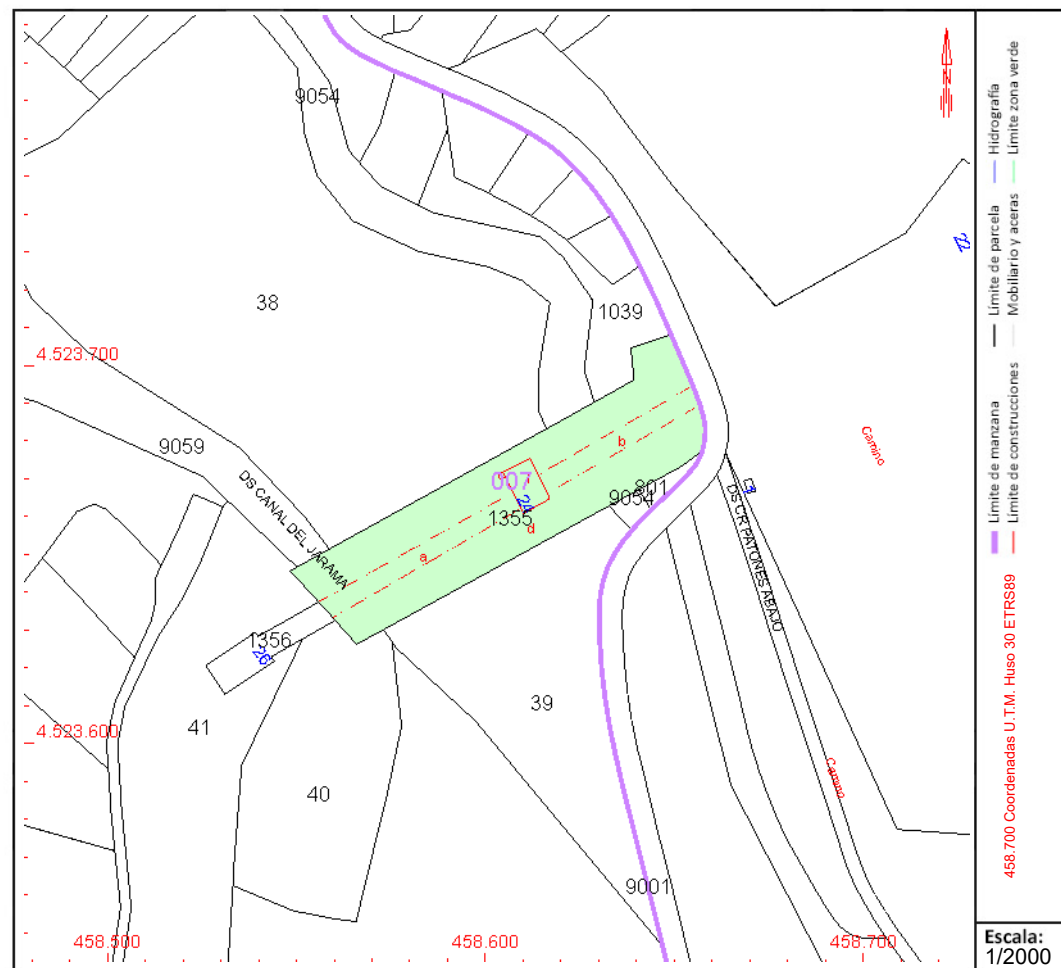 9054
N
22
38
1039
4.523.700
Camino
9059
b
c
007
24
801
9054
1355
d
DS CANAL DEL JARAMA
a
DS CR PATONES ABAJO
1356
26
39
41
4.523.600
40
Camino
9001
458.500
458.600
458.700
Hidrografía
Límite zona verde
Límite de parcela
Mobiliario y aceras
Límite de manzana
Límite de construcciones
458.700 Coordenadas U.T.M. Huso 30 ETRS89
Escala:
1/2000